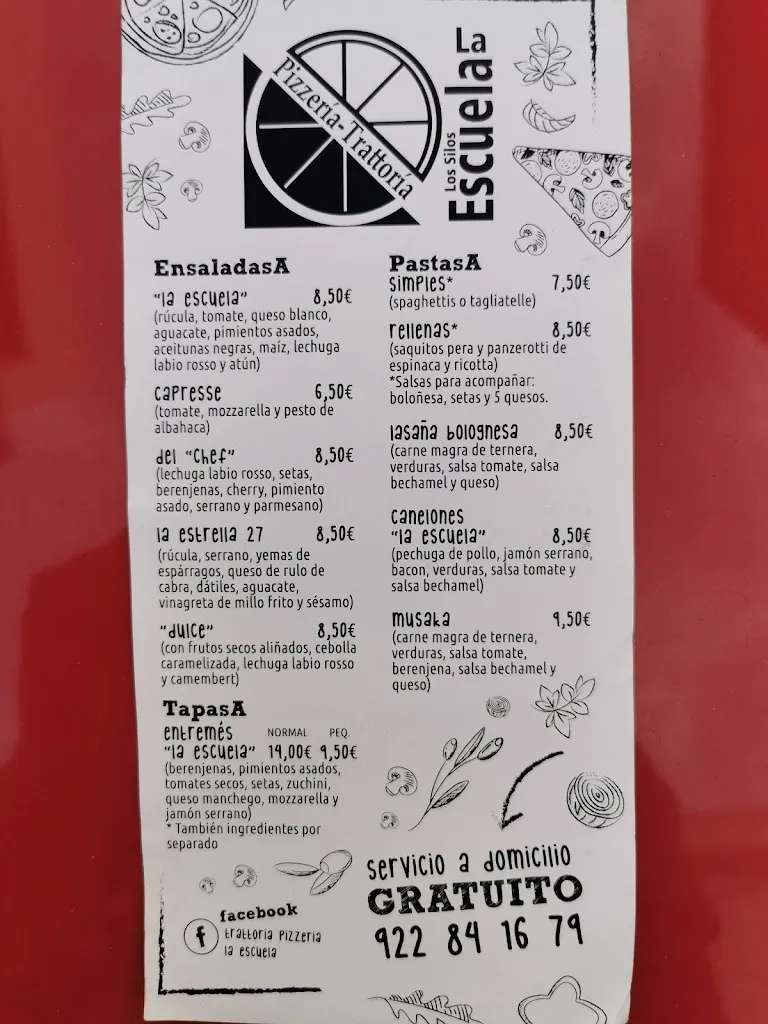 Pizzería-Trattoría
La
Escuela
Los Silos
EnsaladasA
"la escuela" 8,50€
(rúcula, tomate, queso blanco,
aguacate, pimientos asados,
aceitunas negras, maíz, lechuga
labio rosso y atún)
capresse 6,50€
(tomate, mozzarella y pesto de
albahaca)
del "Chef" 8,50€
(lechuga labio rosso, setas,
berenjenas, cherry, pimiento
asado, serrano y parmesano)
la estrella 27 8,50€
(rúcula, serrano, yemas de
espárragos, queso de rulo de
cabra, dátiles, aguacate,
vinagreta de millo frito y sésamo)
"dulce" 8,50€
(con frutos secos aliñados, cebolla
caramelizada, lechuga labio rosso
y camembert)
TapasA
entremés NORMAL PEQ.
"la escuela" 14,00€ 9,50€
(berenjenas, pimientos asados,
tomates secos, setas, zuchini,
queso manchego, mozzarella y
jamón serrano)
* También ingredientes por
separado
PastasA
simples* 7,50€
(spaghettis o tagliatelle)
rellenas* 8,50€
(saquitos pera y panzerotti de
espinaca y ricotta)
*Salsas para acompañar:
boloñesa, setas y 5 quesos.
lasaña bolognesa 8,50€
(carne magra de ternera,
verduras, salsa tomate, salsa
bechamel y queso)
canelones
"la escuela" 8,50€
(pechuga de pollo, jamón serrano,
bacon, verduras, salsa tomate y
salsa bechamel)
musaka 9,50€
(carne magra de ternera,
verduras, salsa tomate,
berenjena, salsa bechamel y
queso)
servicio a domicilio
GRATUITO
922 84 16 79
facebook
f trattoria pizzeria
la escuela